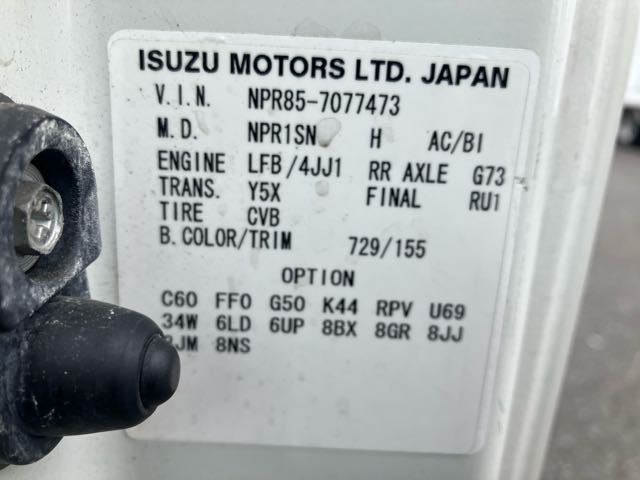 ISUZU MOTORS LTD. JAPAN
V.I.N. NPR85-7077473
M.D. NPR1SN H AC/BI
ENGINE LFB/4JJ1 RR AXLE G73
TRANS. Y5X FINAL RU1
TIRE CVB
B.COLOR/TRIM 729/155
OPTION
C60 FF0 G50 K44 RPV U69
34W 6LD 6UP 8BX 8GR 8JJ
8NS